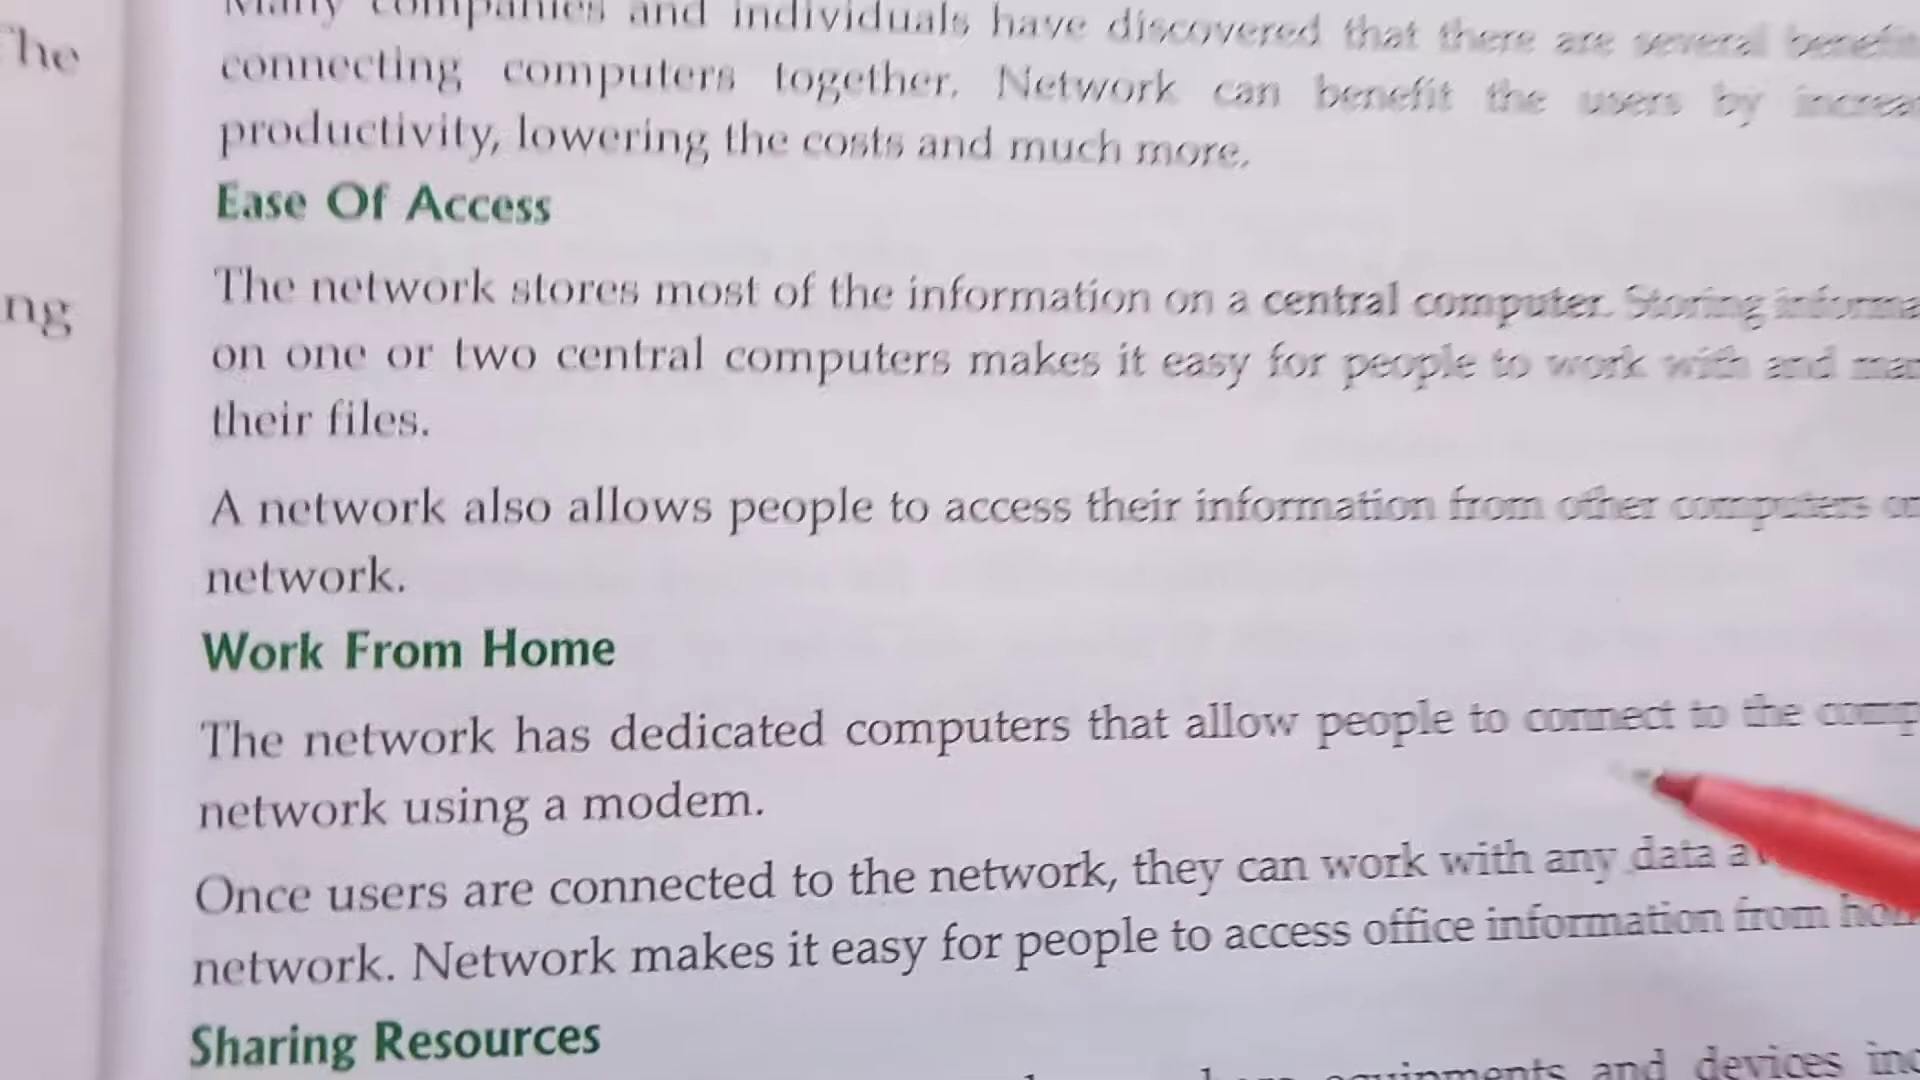 The
ng
Many companies and individuals have discovered that there are several
connecting computers together. Network can benefit the users by
productivity, lowering the costs and much more.
Ease Of Access
The network stores most of the information on a central computer. Storing
on one or two central computers makes it easy for people to work with and
their files.
A network also allows people to access their information from other computers
network.
Work From Home
The network has dedicated computers that allow people to connect to the
network using a modem.
Once users are connected to the network, they can work with any data
network. Network makes it easy for people to access office information from
Sharing Resources
equipments and devices